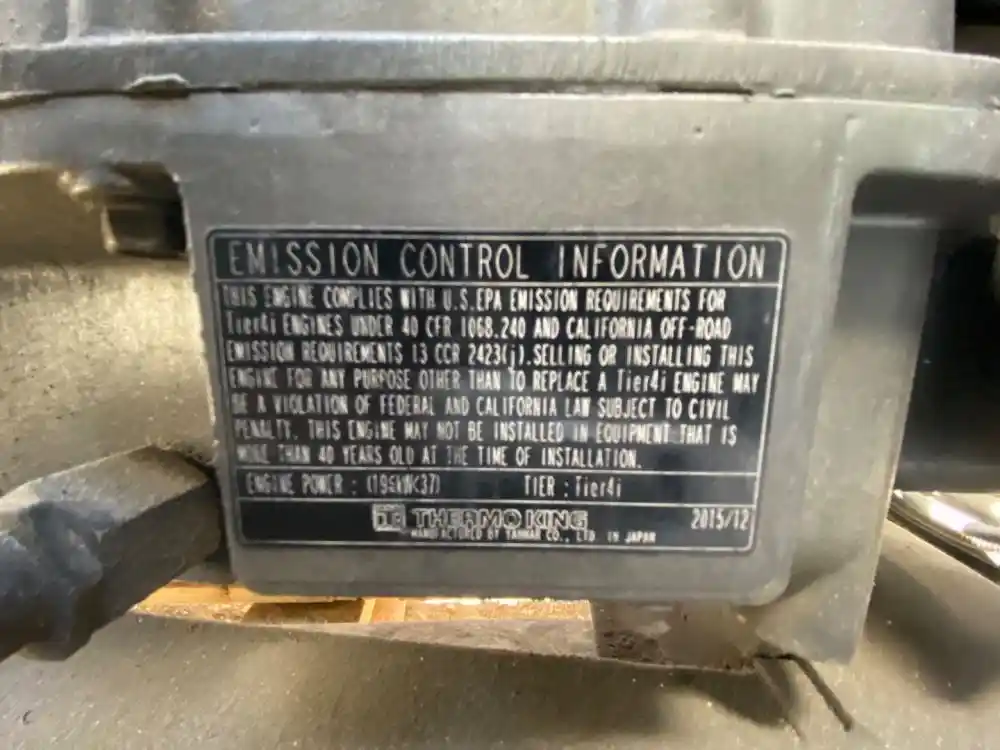 EMISSION CONTROL INFORMATION
THIS ENGINE COMPLIES WITH U.S.EPA EMISSION REQUIREMENTS FOR
Tier4i ENGINES UNDER 40 CFR 1068.240 AND CALIFORNIA OFF-ROAD
EMISSION REQUIREMENTS 13 CCR 2423(j).SELLING OR INSTALLING THIS
ENGINE FOR ANY PURPOSE OTHER THAN TO REPLACE A Tier4i ENGINE MAY
BE A VIOLATION OF FEDERAL AND CALIFORNIA LAW SUBJECT TO CIVIL
PENALTY. THIS ENGINE MAY NOT BE INSTALLED IN EQUIPMENT THAT IS
MORE THAN 40 YEARS OLD AT THE TIME OF INSTALLATION.
ENGINE POWER : (19≤kW<37) TIER : Tier4i
THERMO KING 2015/12
MANUFACTURED BY YANMAR CO., LTD. IN JAPAN